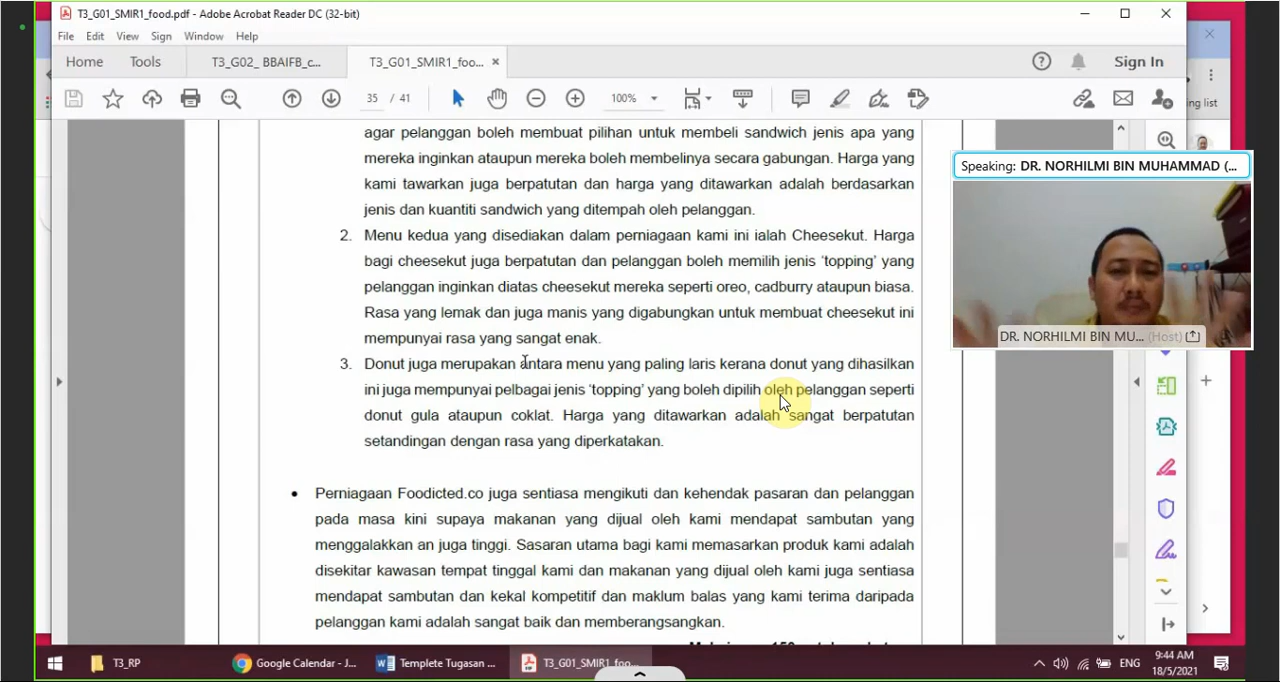 T3_G01_SMIR1_food.pdf - Adobe Acrobat Reader DC (32-bit)
File Edit View Sign Window Help
Home Tools T3_G02_ BBAIFB_c... T3_G01_SMIR1_foo... Sign In
35 / 41 100%
ing list
agar pelanggan boleh membuat pilihan untuk membeli sandwich jenis apa yang
mereka inginkan ataupun mereka boleh membelinya secara gabungan. Harga yang
kami tawarkan juga berpatutan dan harga yang ditawarkan adalah berdasarkan
jenis dan kuantiti sandwich yang ditempah oleh pelanggan.
2. Menu kedua yang disediakan dalam perniagaan kami ini ialah Cheesekut. Harga
bagi cheesekut juga berpatutan dan pelanggan boleh memilih jenis ‘topping’ yang
pelanggan inginkan diatas cheesekut mereka seperti oreo, cadburry ataupun biasa.
Rasa yang lemak dan juga manis yang digabungkan untuk membuat cheesekut ini
mempunyai rasa yang sangat enak.
3. Donut juga merupakan antara menu yang paling laris kerana donut yang dihasilkan
ini juga mempunyai pelbagai jenis ‘topping’ yang boleh dipilih oleh pelanggan seperti
donut gula ataupun coklat. Harga yang ditawarkan adalah sangat berpatutan
setandingan dengan rasa yang diperkatakan.
• Perniagaan Foodicted.co juga sentiasa mengikuti dan kehendak pasaran dan pelanggan
pada masa kini supaya makanan yang dijual oleh kami mendapat sambutan yang
menggalakkan an juga tinggi. Sasaran utama bagi kami memasarkan produk kami adalah
disekitar kawasan tempat tinggal kami dan makanan yang dijual oleh kami juga sentiasa
mendapat sambutan dan kekal kompetitif dan maklum balas yang kami terima daripada
pelanggan kami adalah sangat baik dan memberangsangkan.
Speaking: DR. NORHILMI BIN MUHAMMAD (...
DR. NORHILMI BIN MU... (Host)
T3_RP Google Calendar - J... Templete Tugasan ... T3_G01_SMIR1_foo...
ENG 9:44 AM
18/5/2021